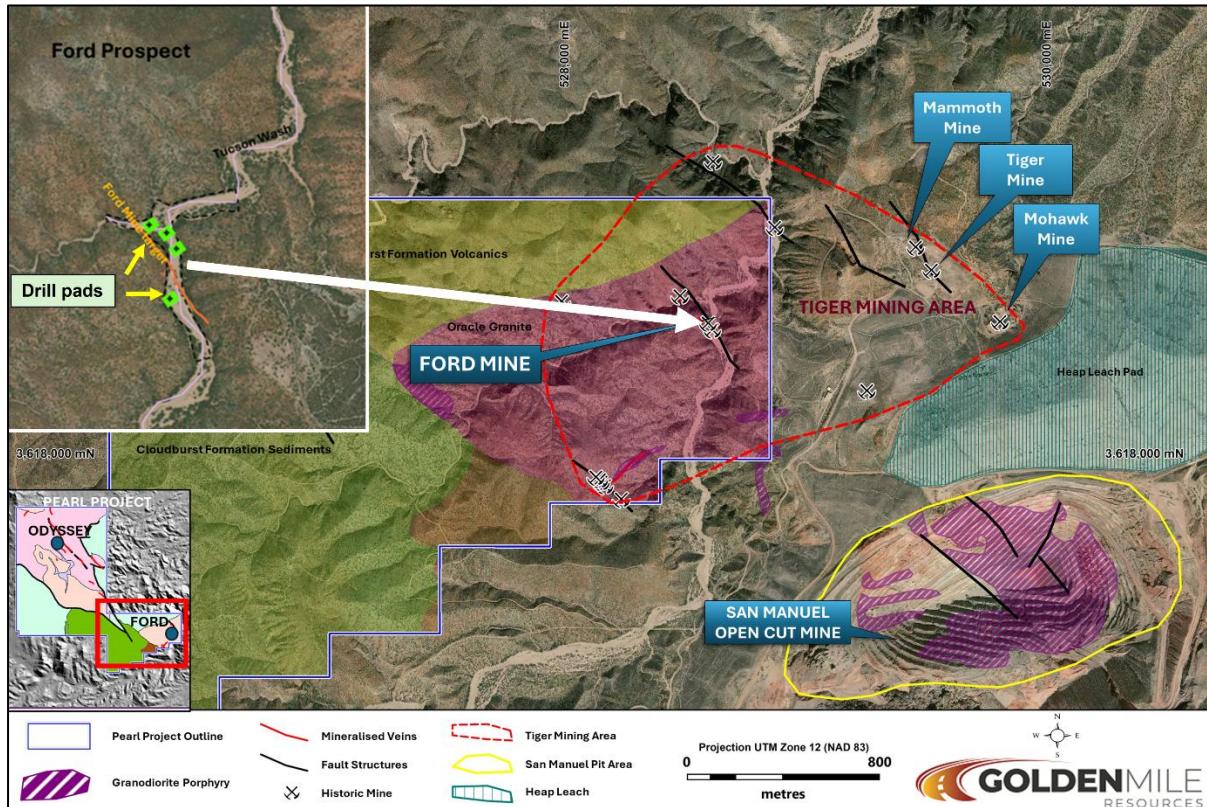 Ford Prospect
Tucson Wash
Drill pads
528,000 mE
530,000 mE
Mammoth
Mine
Tiger
Mine
Mohawk
Mine
rst Formation Volcanics
TIGER MINING AREA
Oracle Granite
FORD MINE
Heap Leach Pad
Cloudburst Formation Sediments
3,618,000 mN
3,618,000 mN
PEARL PROJECT
ODYSSEY
FORD
SAN MANUEL
OPEN CUT MINE
Pearl Project Outline
Granodiorite Porphyry
Mineralised Veins
Fault Structures
Historic Mine
Tiger Mining Area
San Manuel Pit Area
Heap Leach
Projection UTM Zone 12 (NAD 83)
0
800
metres
N
W
E
S
GOLDENMILE
RESOURCES